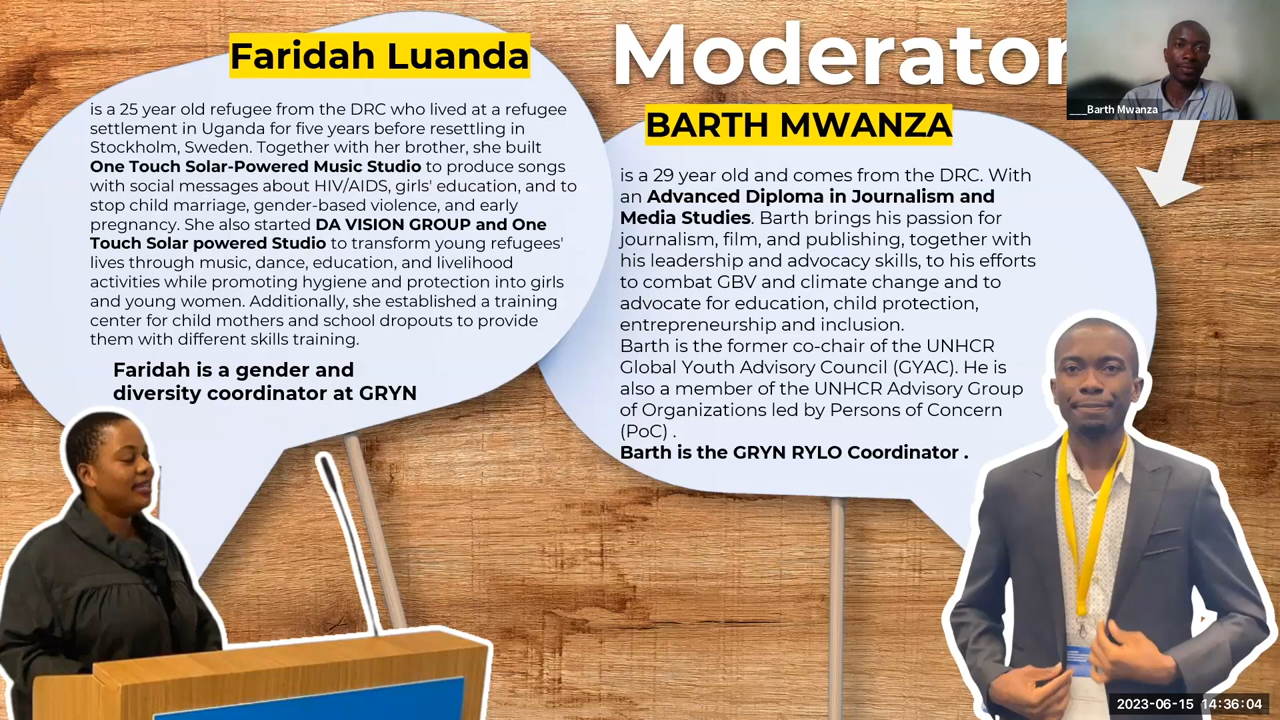 Faridah Luanda
is a 25 year old refugee from the DRC who lived at a refugee
settlement in Uganda for five years before resettling in
Stockholm, Sweden. Together with her brother, she built
One Touch Solar-Powered Music Studio to produce songs
with social messages about HIV/AIDS, girls' education, and to
stop child marriage, gender-based violence, and early
pregnancy. She also started DA VISION GROUP and One
Touch Solar powered Studio to transform young refugees'
lives through music, dance, education, and livelihood
activities while promoting hygiene and protection into girls
and young women. Additionally, she established a training
center for child mothers and school dropouts to provide
them with different skills training.
Faridah is a gender and
diversity coordinator at GRYN
Moderator
BARTH MWANZA
is a 29 year old and comes from the DRC. With
an Advanced Diploma in Journalism and
Media Studies. Barth brings his passion for
journalism, film, and publishing, together with
his leadership and advocacy skills, to his efforts
to combat GBV and climate change and to
advocate for education, child protection,
entrepreneurship and inclusion.
Barth is the former co-chair of the UNHCR
Global Youth Advisory Council (GYAC). He is
also a member of the UNHCR Advisory Group
of Organizations led by Persons of Concern
(PoC) .
Barth is the GRYN RYLO Coordinator .
___Barth Mwanza
2023-06-15 14:36:04